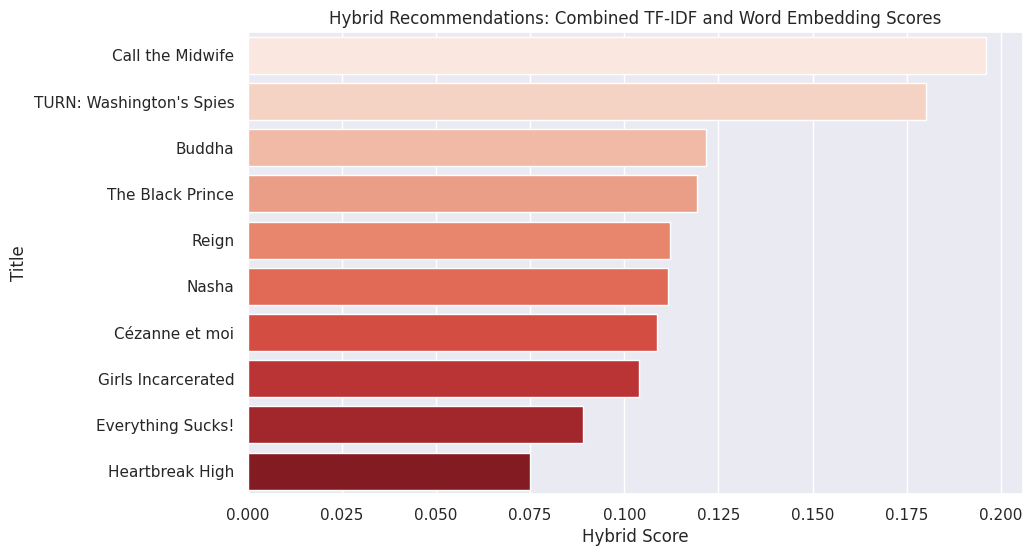 Hybrid Recommendations: Combined TF-IDF and Word Embedding Scores
Title
Call the Midwife
TURN: Washington's Spies
Buddha
The Black Prince
Reign
Nasha
Cézanne et moi
Girls Incarcerated
Everything Sucks!
Heartbreak High
0.000 0.025 0.050 0.075 0.100 0.125 0.150 0.175 0.200
Hybrid Score